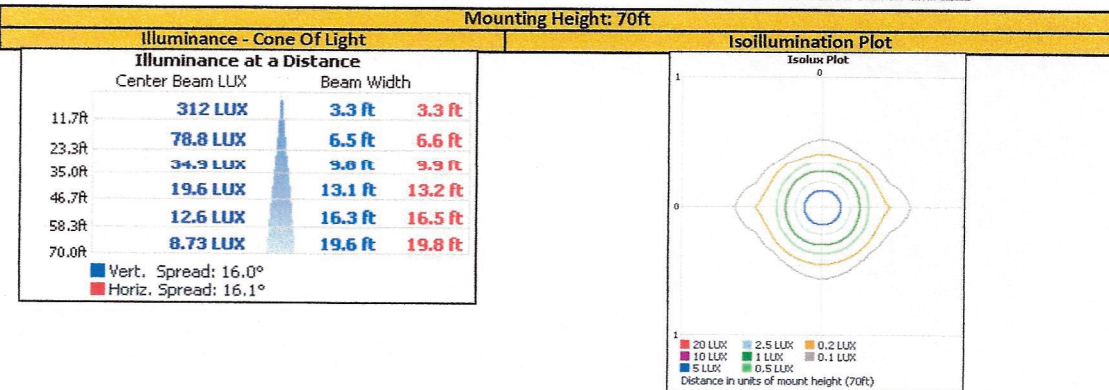 Mounting Height: 70ft
Illuminance - Cone Of Light
Isoillumination Plot
Illuminance at a Distance
Center Beam LUX Beam Width
11.7ft 312 LUX 3.3 ft 3.3 ft
23.3ft 78.8 LUX 6.5 ft 6.6 ft
35.0ft 34.9 LUX 9.8 ft 9.9 ft
46.7ft 19.6 LUX 13.1 ft 13.2 ft
58.3ft 12.6 LUX 16.3 ft 16.5 ft
70.0ft 8.73 LUX 19.6 ft 19.8 ft
Vert. Spread: 16.0°
Horiz. Spread: 16.1°
Isolux Plot
0
1
0
1
20 LUX 2.5 LUX 0.2 LUX
10 LUX 1 LUX 0.1 LUX
5 LUX 0.5 LUX
Distance in units of mount height (70ft)